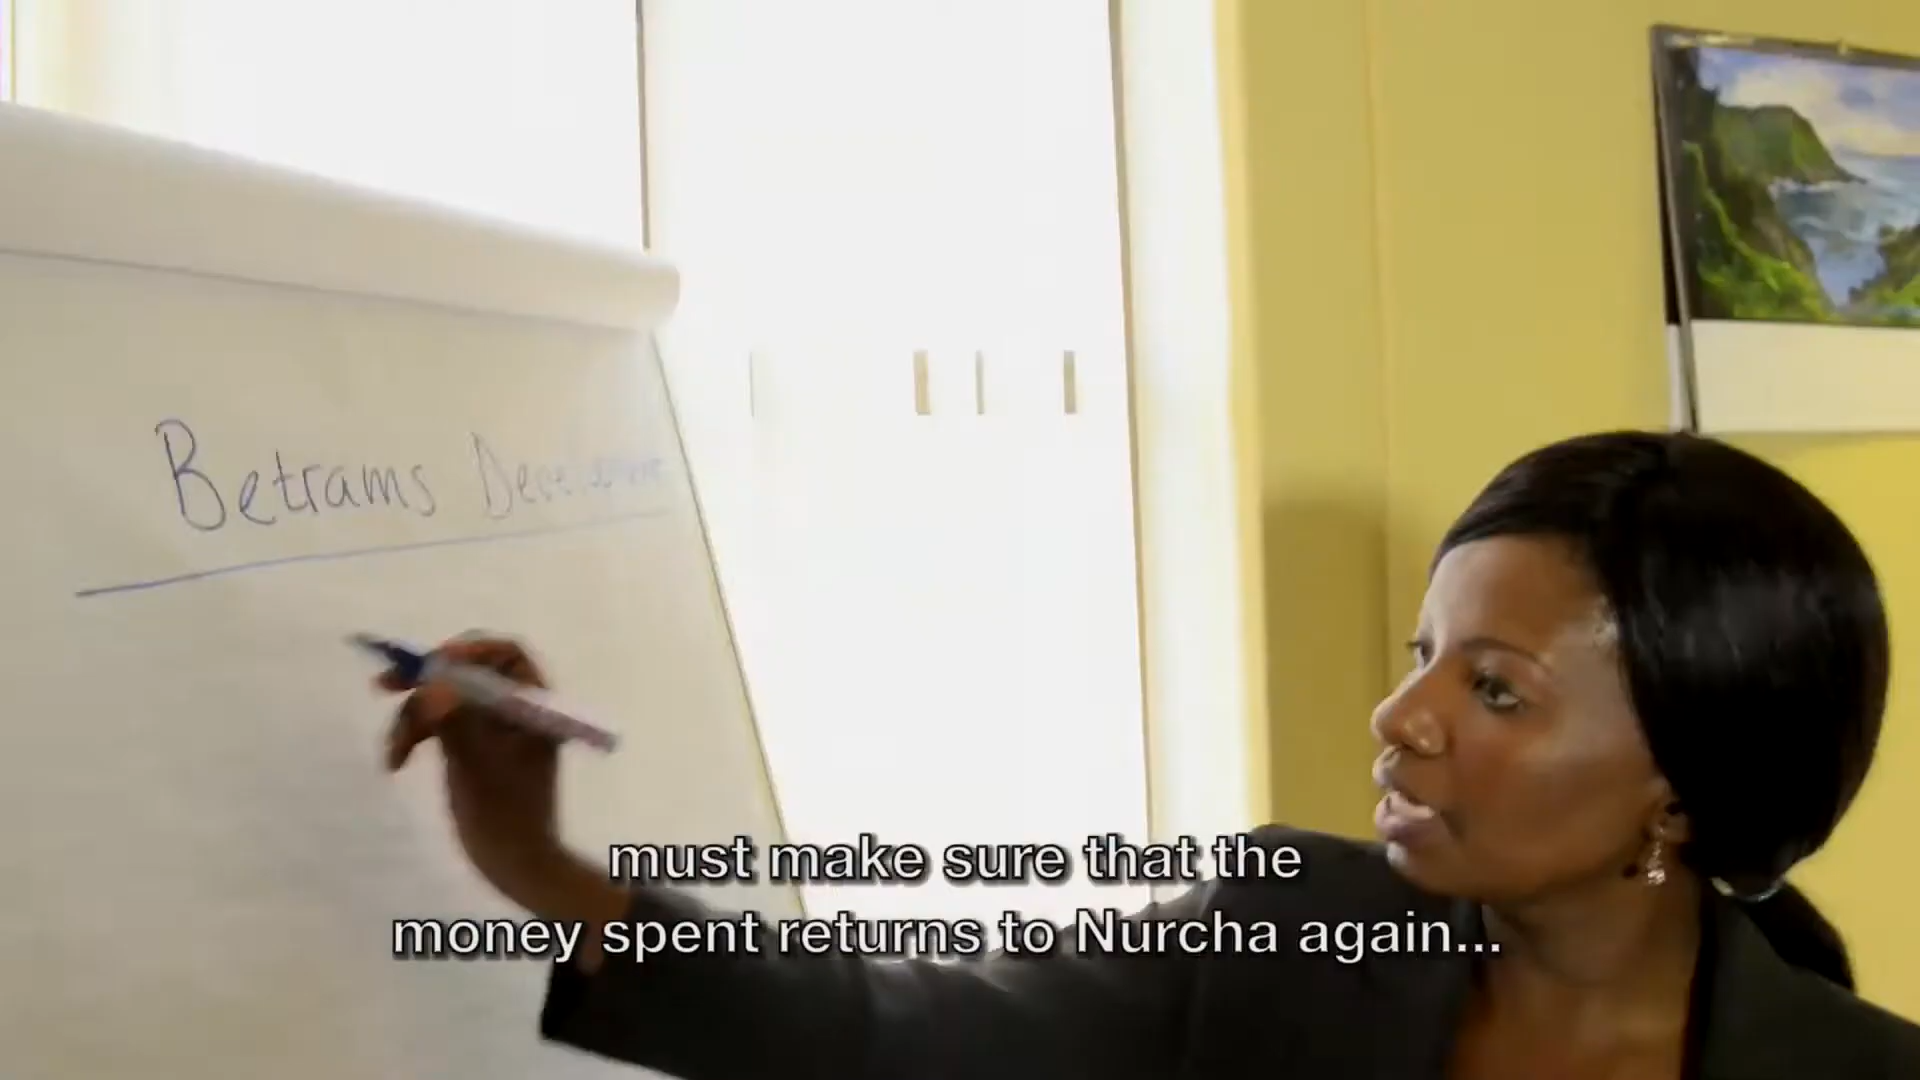 Betrams
must make sure that the
money spent returns to Nurcha again...